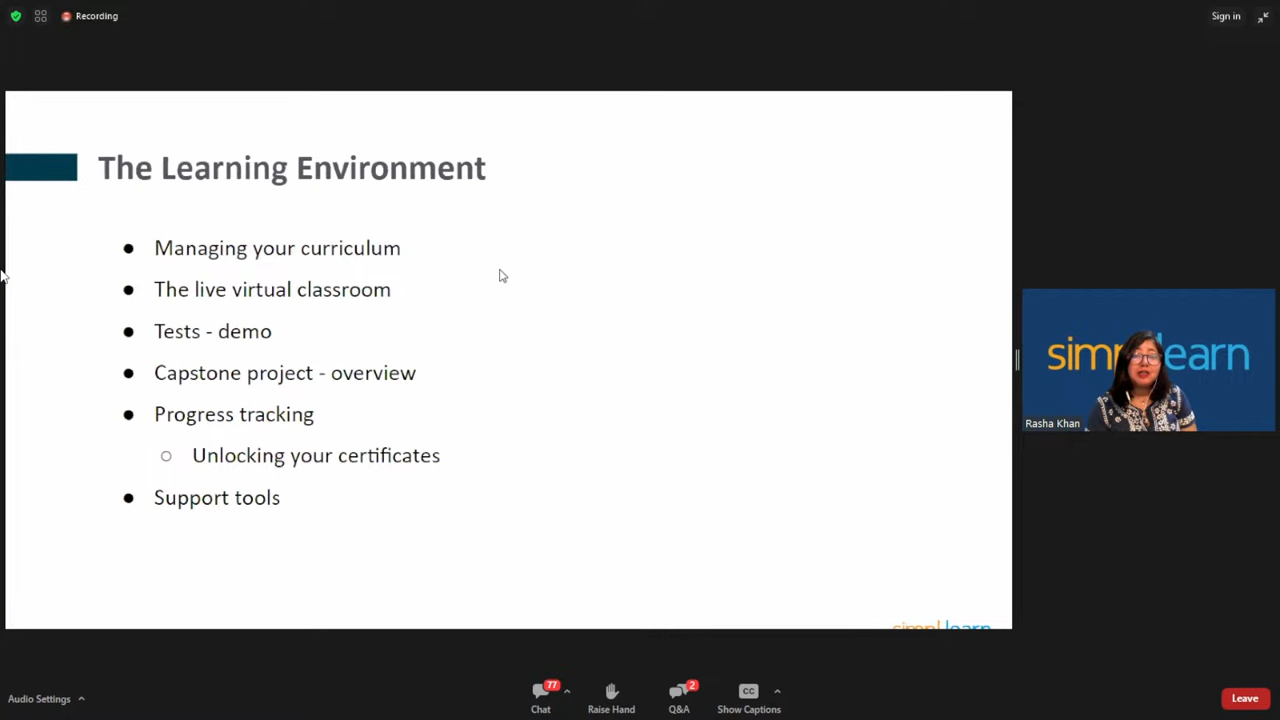 Recording
Sign in
The Learning Environment
● Managing your curriculum
● The live virtual classroom
● Tests - demo
● Capstone project - overview
● Progress tracking
○ Unlocking your certificates
● Support tools
Rasha Khan
Audio Settings
77
Chat
Raise Hand
2
Q&A
CC
Show Captions
Leave